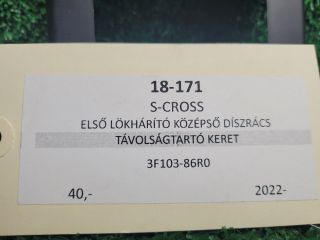 18-171
S-CROSS
ELSŐ LÖKHÁRÍTÓ KÖZÉPSŐ DÍSZRÁCS
TÁVOLSÁGTARTÓ KERET
3F103-86R0
40,- 2022-